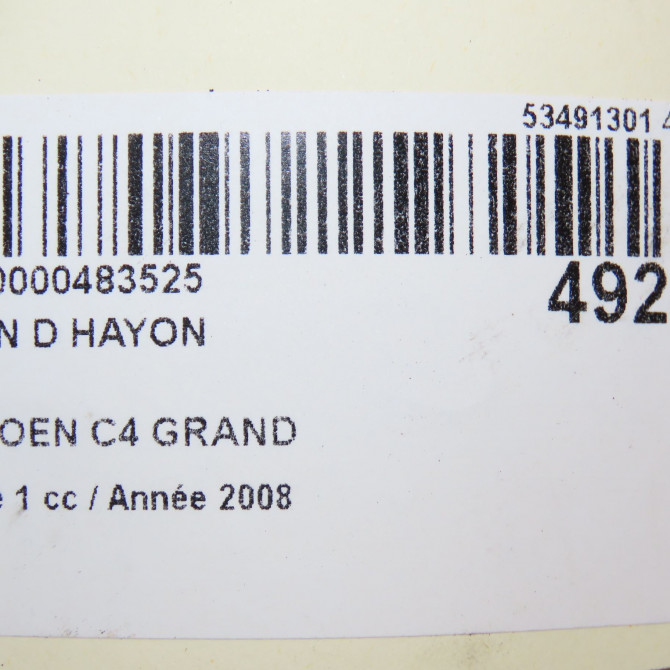 53491301 4
0000483525
492
N D HAYON
OEN C4 GRAND
e 1 cc / Année 2008